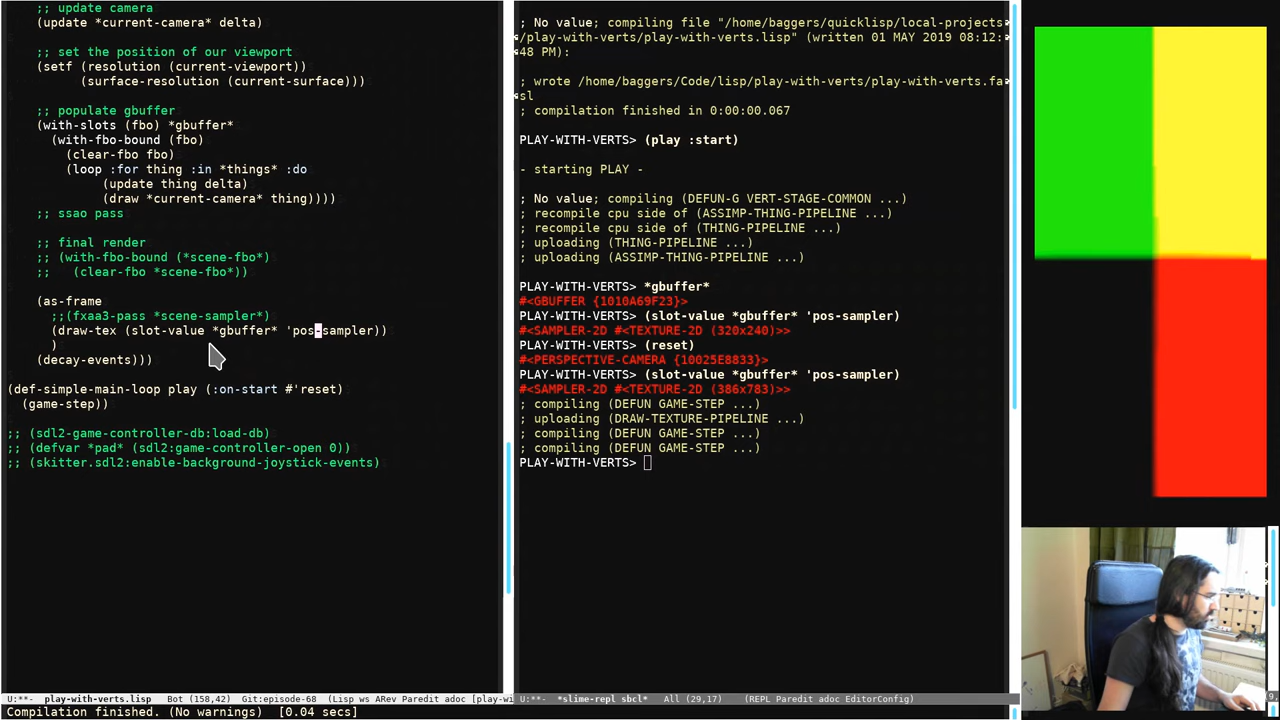 ;; update camera
(update *current-camera* delta)
;; set the position of our viewport
(setf (resolution (current-viewport))
(surface-resolution (current-surface)))
;; populate gbuffer
(with-slots (fbo) *gbuffer*
(with-fbo-bound (fbo)
(clear-fbo fbo)
(loop :for thing :in *things* :do
(update thing delta)
(draw *current-camera* thing))))
;; ssao pass
;; final render
;; (with-fbo-bound (*scene-fbo*)
;;   (clear-fbo *scene-fbo*))
(as-frame
;;(fxaa3-pass *scene-sampler*)
(draw-tex (slot-value *gbuffer* 'pos-sampler))
)
(decay-events)))
(def-simple-main-loop play (:on-start #'reset)
(game-step))
;; (sdl2-game-controller-db:load-db)
;; (defvar *pad* (sdl2:game-controller-open 0))
;; (skitter.sdl2:enable-background-joystick-events)
U:**-  play-with-verts.lisp   Bot (158,42)  Git:episode-68  (Lisp ws ARev Paredit adoc [play-wi
Compilation finished. (No warnings)  [0.04 secs]
; No value; compiling file "/home/baggers/quicklisp/local-projects
/play-with-verts/play-with-verts.lisp" (written 01 MAY 2019 08:12:
48 PM):
; wrote /home/baggers/Code/lisp/play-with-verts/play-with-verts.fa
sl
; compilation finished in 0:00:00.067
PLAY-WITH-VERTS> (play :start)
- starting PLAY -
; No value; compiling (DEFUN-G VERT-STAGE-COMMON ...)
; recompile cpu side of (ASSIMP-THING-PIPELINE ...)
; recompile cpu side of (THING-PIPELINE ...)
; uploading (THING-PIPELINE ...)
; uploading (ASSIMP-THING-PIPELINE ...)
PLAY-WITH-VERTS> *gbuffer*
#<GBUFFER {1010A69F23}>
PLAY-WITH-VERTS> (slot-value *gbuffer* 'pos-sampler)
#<SAMPLER-2D #<TEXTURE-2D (320x240)>>
PLAY-WITH-VERTS> (reset)
#<PERSPECTIVE-CAMERA {10025E8833}>
PLAY-WITH-VERTS> (slot-value *gbuffer* 'pos-sampler)
#<SAMPLER-2D #<TEXTURE-2D (386x783)>>
; compiling (DEFUN GAME-STEP ...)
; uploading (DRAW-TEXTURE-PIPELINE ...)
; compiling (DEFUN GAME-STEP ...)
; compiling (DEFUN GAME-STEP ...)
PLAY-WITH-VERTS>
U:**-  *slime-repl sbcl*   All (29,17)   (REPL Paredit adoc EditorConfig)